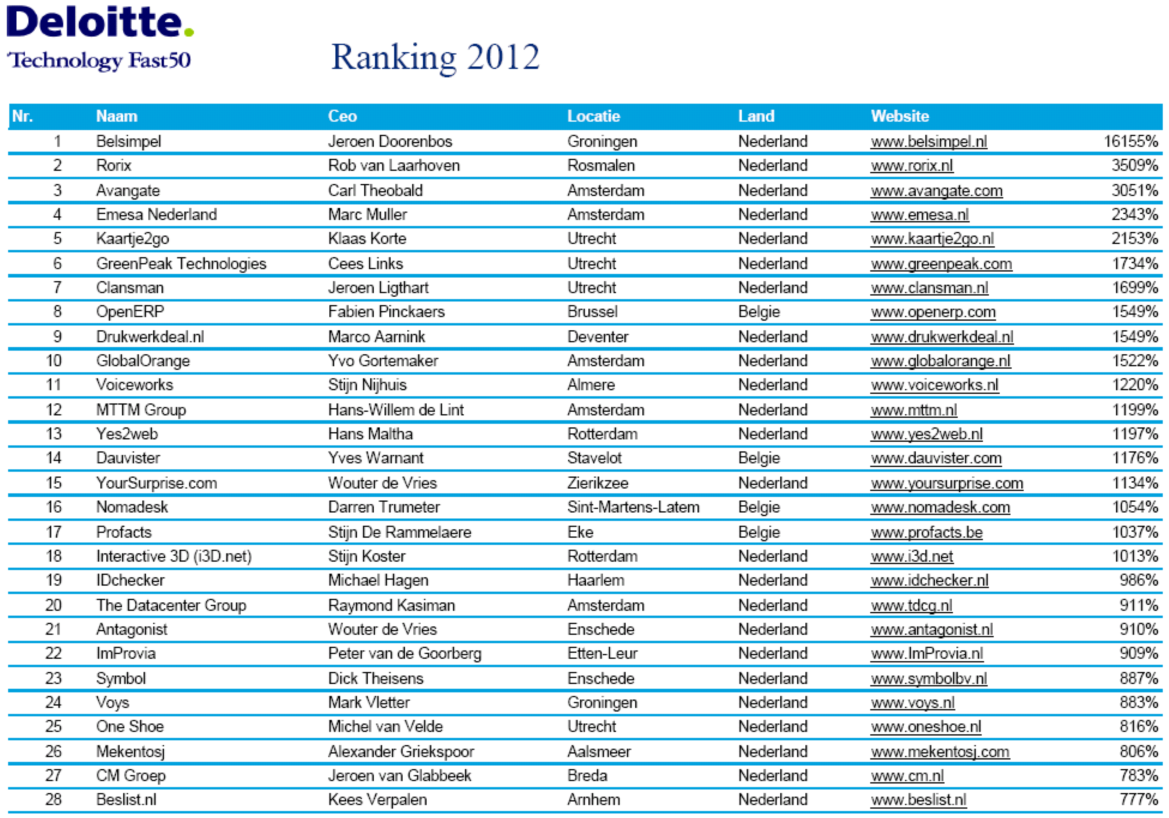 Deloitte.
Technology Fast50
Ranking 2012
Nr. Naam Ceo Locatie Land Website
1 Belsimpel Jeroen Doorenbos Groningen Nederland www.belsimpel.nl 16155%
2 Rorix Rob van Laarhoven Rosmalen Nederland www.rorix.nl 3509%
3 Avangate Carl Theobald Amsterdam Nederland www.avangate.com 3051%
4 Emesa Nederland Marc Muller Amsterdam Nederland www.emesa.nl 2343%
5 Kaartje2go Klaas Korte Utrecht Nederland www.kaartje2go.nl 2153%
6 GreenPeak Technologies Cees Links Utrecht Nederland www.greenpeak.com 1734%
7 Clansman Jeroen Ligthart Utrecht Nederland www.clansman.nl 1699%
8 OpenERP Fabien Pinckaers Brussel Belgie www.openerp.com 1549%
9 Drukwerkdeal.nl Marco Aarnink Deventer Nederland www.drukwerkdeal.nl 1549%
10 GlobalOrange Yvo Gortemaker Amsterdam Nederland www.globalorange.nl 1522%
11 Voiceworks Stijn Nijhuis Almere Nederland www.voiceworks.nl 1220%
12 MTTM Group Hans-Willem de Lint Amsterdam Nederland www.mttm.nl 1199%
13 Yes2web Hans Maltha Rotterdam Nederland www.yes2web.nl 1197%
14 Dauvister Yves Warnant Stavelot Belgie www.dauvister.com 1176%
15 YourSurprise.com Wouter de Vries Zierikzee Nederland www.yoursurprise.com 1134%
16 Nomadesk Darren Trumeter Sint-Martens-Latem Belgie www.nomadesk.com 1054%
17 Profacts Stijn De Rammelaere Eke Belgie www.profacts.be 1037%
18 Interactive 3D (i3D.net) Stijn Koster Rotterdam Nederland www.i3d.net 1013%
19 IDchecker Michael Hagen Haarlem Nederland www.idchecker.nl 986%
20 The Datacenter Group Raymond Kasiman Amsterdam Nederland www.tdcg.nl 911%
21 Antagonist Wouter de Vries Enschede Nederland www.antagonist.nl 910%
22 ImProvia Peter van de Goorberg Etten-Leur Nederland www.ImProvia.nl 909%
23 Symbol Dick Theisens Enschede Nederland www.symbolbv.nl 887%
24 Voys Mark Vletter Groningen Nederland www.voys.nl 883%
25 One Shoe Michel van Velde Utrecht Nederland www.oneshoe.nl 816%
26 Mekentosj Alexander Griekspoor Aalsmeer Nederland www.mekentosj.com 806%
27 CM Groep Jeroen van Glabbeek Breda Nederland www.cm.nl 783%
28 Beslist.nl Kees Verpalen Arnhem Nederland www.beslist.nl 777%